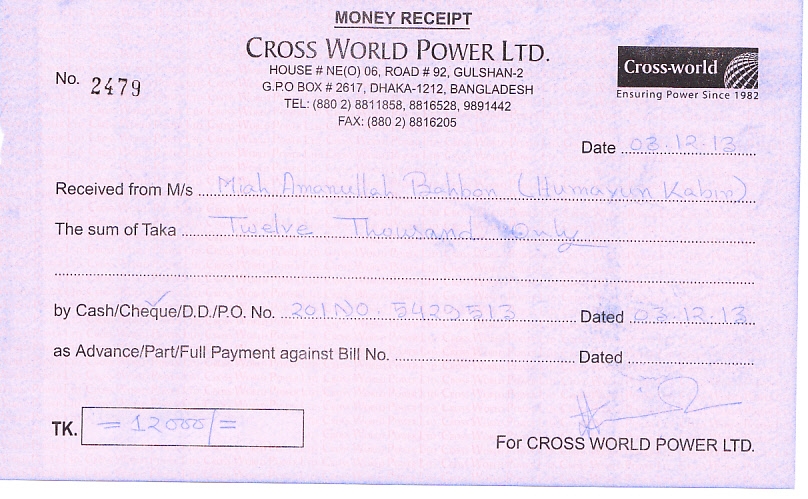 MONEY RECEIPT
CROSS WORLD POWER LTD.
HOUSE # NE(O) 06, ROAD # 92, GULSHAN-2
G.P.O BOX # 2617, DHAKA-1212, BANGLADESH
TEL: (880 2) 8811858, 8816528, 9891442
FAX: (880 2) 8816205
No. 2479
Cross-world
Ensuring Power Since 1982
Date 03.12.13
Received from M/s Miah Amanullah Bahbon (Humayun Kabir)
The sum of Taka Twelve Thousand Only
by Cash/Cheque/D.D./P.O. No. 201 NO. 5429513 Dated 03.12.13
as Advance/Part/Full Payment against Bill No. Dated
TK. = 12000/=
For CROSS WORLD POWER LTD.